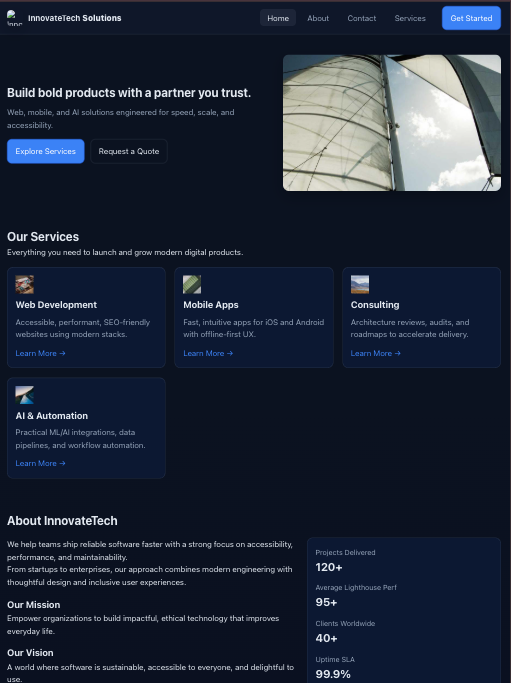 InnovateTech Solutions
Home
About
Contact
Services
Get Started
Build bold products with a partner you trust.
Web, mobile, and AI solutions engineered for speed, scale, and
accessibility.
Explore Services
Request a Quote
Our Services
Everything you need to launch and grow modern digital products.
Web Development
Accessible, performant, SEO-friendly
websites using modern stacks.
Learn More →
Mobile Apps
Fast, intuitive apps for iOS and Android
with offline-first UX.
Learn More →
Consulting
Architecture reviews, audits, and
roadmaps to accelerate delivery.
Learn More →
AI & Automation
Practical ML/AI integrations, data
pipelines, and workflow automation.
Learn More →
About InnovateTech
We help teams ship reliable software faster with a strong focus on accessibility,
performance, and maintainability.
From startups to enterprises, our approach combines modern engineering with
thoughtful design and inclusive user experiences.
Our Mission
Empower organizations to build impactful, ethical technology that improves
everyday life.
Our Vision
A world where software is sustainable, accessible to everyone, and delightful to
use.
Projects Delivered
120+
Average Lighthouse Perf
95+
Clients Worldwide
40+
Uptime SLA
99.9%